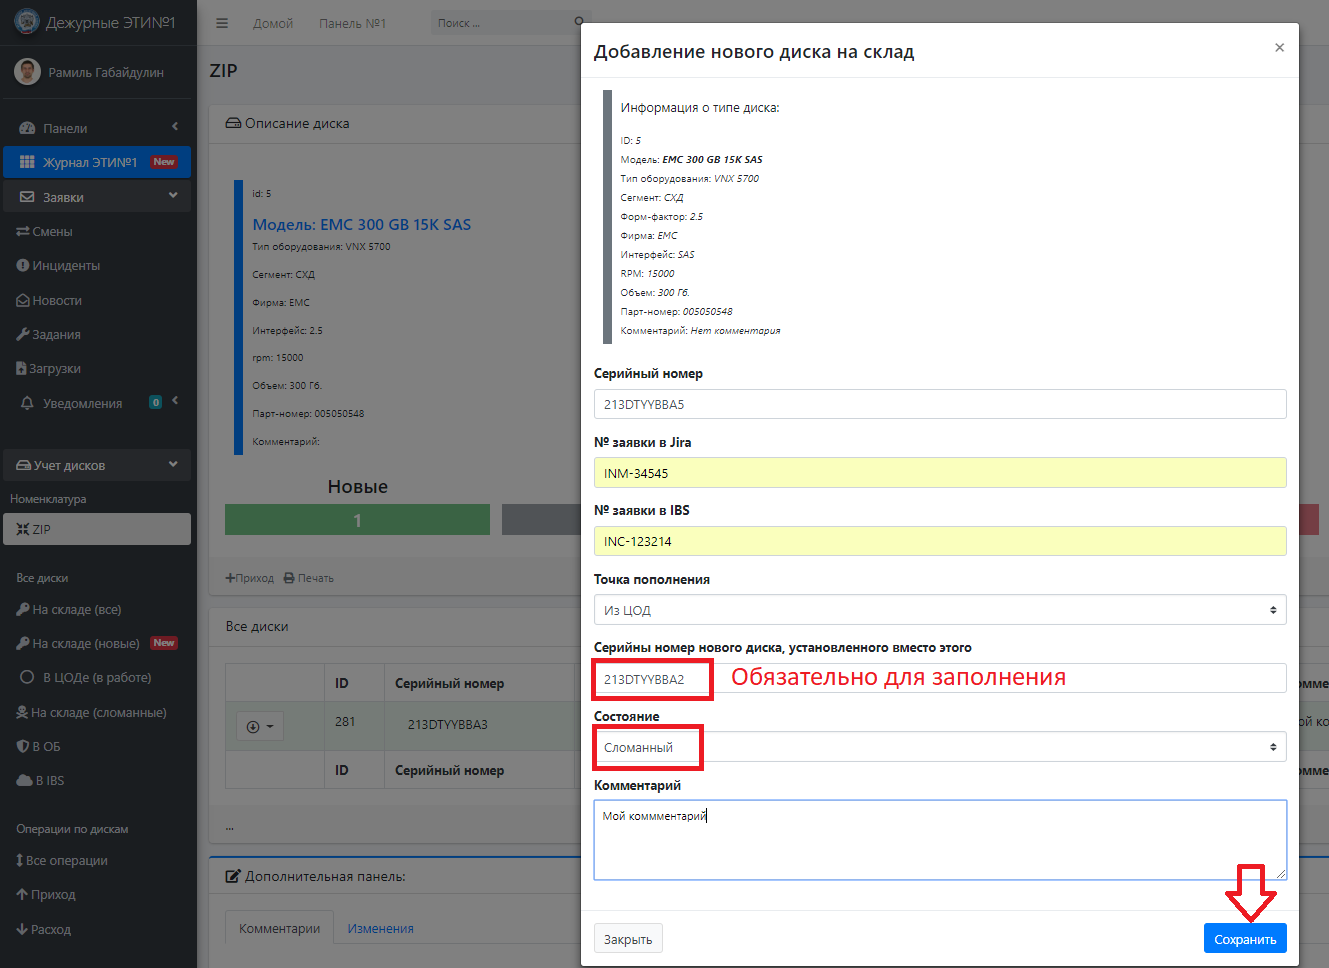 Дежурные ЭТИ№1
Рамиль Габайдулин
Панели
Журнал ЭТИ№1 New
Заявки
Смены
Инциденты
Новости
Задания
Загрузки
Уведомления 0
Учет дисков
Номенклатура
ZIP
Все диски
На складе (все)
На складе (новые) New
В ЦОДе (в работе)
На складе (сломанные)
В ОБ
В IBS
Операции по дискам
Все операции
Приход
Расход
Домой Панель №1 Поиск ...
ZIP
Описание диска
id: 5
Модель: EMC 300 GB 15K SAS
Тип оборудования: VNX 5700
Сегмент: СХД
Фирма: EMC
Интерфейс: 2.5
rpm: 15000
Объем: 300 Гб.
Парт-номер: 005050548
Комментарий:
Новые
1
Приход Печать
Все диски
ID Серийный номер
281 213DTYYBBA3
ID Серийный номер
...
Дополнительная панель:
Комментарии Изменения
Добавление нового диска на склад
×
Информация о типе диска:
ID: 5
Модель: EMC 300 GB 15K SAS
Тип оборудования: VNX 5700
Сегмент: СХД
Форм-фактор: 2.5
Фирма: EMC
Интерфейс: SAS
RPM: 15000
Объем: 300 Гб.
Парт-номер: 005050548
Комментарий: Нет комментария
Серийный номер
213DTYYBBA5
№ заявки в Jira
INM-34545
№ заявки в IBS
INC-123214
Точка пополнения
Из ЦОД
Серийны номер нового диска, установленного вместо этого
213DTYYBBA2 Обязательно для заполнения
Состояние
Сломанный
Комментарий
Мой коммментарий
Закрыть Сохранить